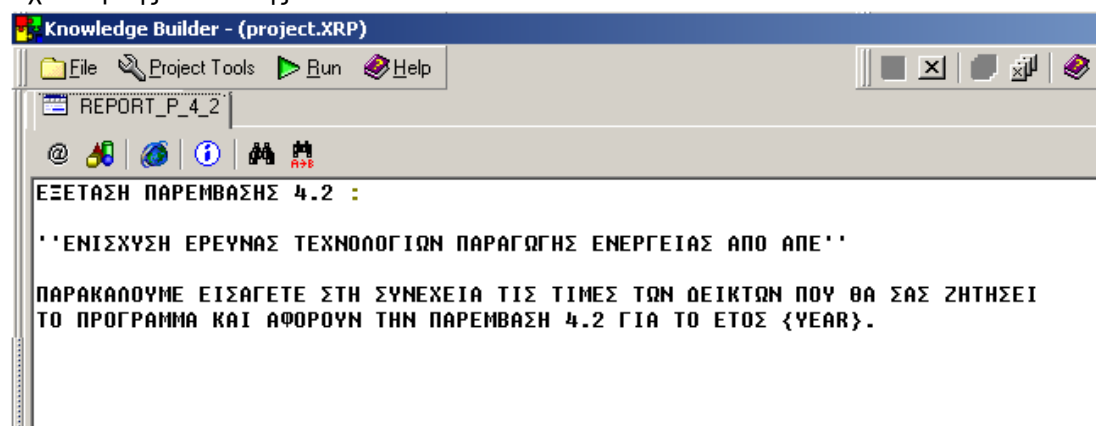 Knowledge Builder - (project.XRP)
File Project Tools Run Help
REPORT_P_4_2
@ A→B
ΕΞΕΤΑΣΗ ΠΑΡΕΜΒΑΣΗΣ 4.2 :
''ΕΝΙΣΧΥΣΗ ΕΡΕΥΝΑΣ ΤΕΧΝΟΛΟΓΙΩΝ ΠΑΡΑΓΩΓΗΣ ΕΝΕΡΓΕΙΑΣ ΑΠΟ ΑΠΕ''
ΠΑΡΑΚΑΛΟΥΜΕ ΕΙΣΑΓΕΤΕ ΣΤΗ ΣΥΝΕΧΕΙΑ ΤΙΣ ΤΙΜΕΣ ΤΩΝ ΔΕΙΚΤΩΝ ΠΟΥ ΘΑ ΣΑΣ ΖΗΤΗΣΕΙ
ΤΟ ΠΡΟΓΡΑΜΜΑ ΚΑΙ ΑΦΟΡΟΥΝ ΤΗΝ ΠΑΡΕΜΒΑΣΗ 4.2 ΓΙΑ ΤΟ ΕΤΟΣ {YEAR}.